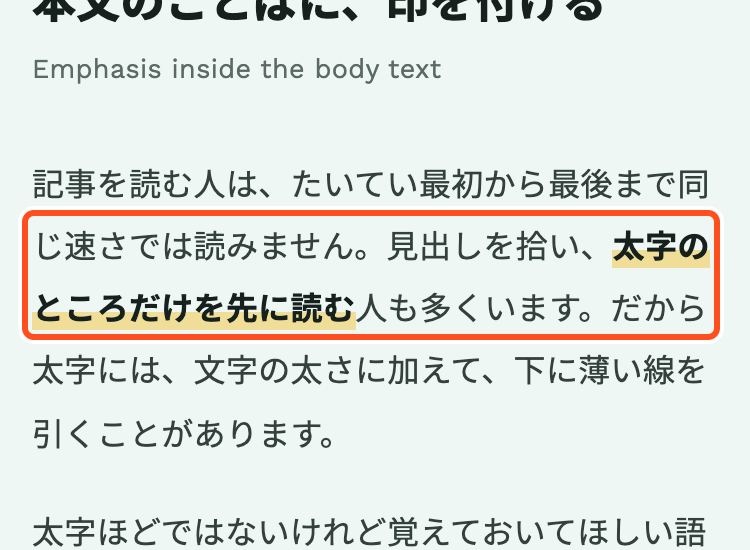 本文のことばに、印を付ける
Emphasis inside the body text
記事を読む人は、たいてい最初から最後まで同
じ速さでは読みません。見出しを拾い、太字の
ところだけを先に読む人も多くいます。だから
太字には、文字の太さに加えて、下に薄い線を
引くことがあります。
太字ほどではないけれど覚えておいてほしい語